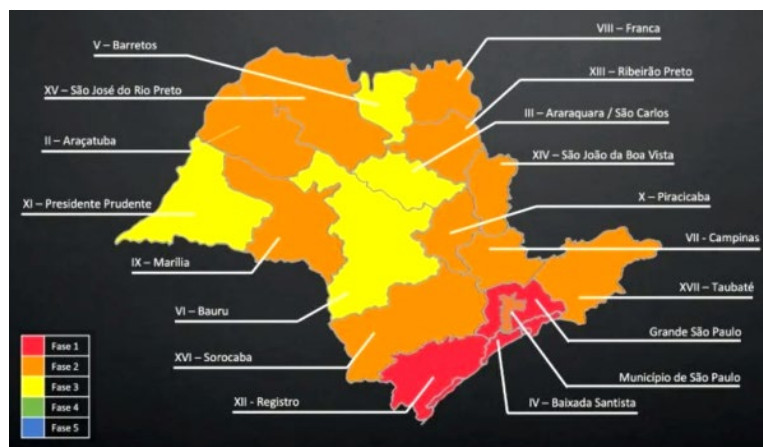 VIII – Franca
V – Barretos
XIII – Ribeirão Preto
XV – São José do Rio Preto
III – Araraquara / São Carlos
II – Araçatuba
XIV – São João da Boa Vista
X – Piracicaba
XI – Presidente Prudente
VII - Campinas
IX – Marília
XVII – Taubaté
VI – Bauru
Grande São Paulo
XVI – Sorocaba
Município de São Paulo
XII - Registro
IV – Baixada Santista
Fase 1
Fase 2
Fase 3
Fase 4
Fase 5